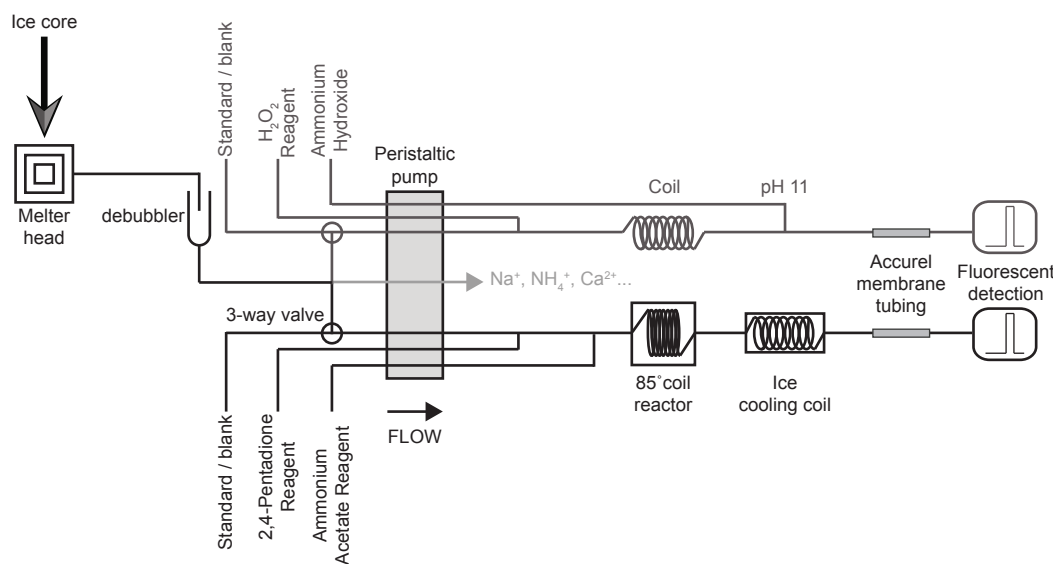 Ice core
Standard / blank
H₂O₂
Reagent
Ammonium
Hydroxide
Peristaltic
pump
Coil
pH 11
Melter
head
debubbler
Na⁺, NH₄⁺, Ca²⁺...
Accurel
membrane
tubing
Fluorescent
detection
3-way valve
85˚coil
reactor
Ice
cooling coil
FLOW
Standard / blank
2,4-Pentadione
Reagent
Ammonium
Acetate Reagent